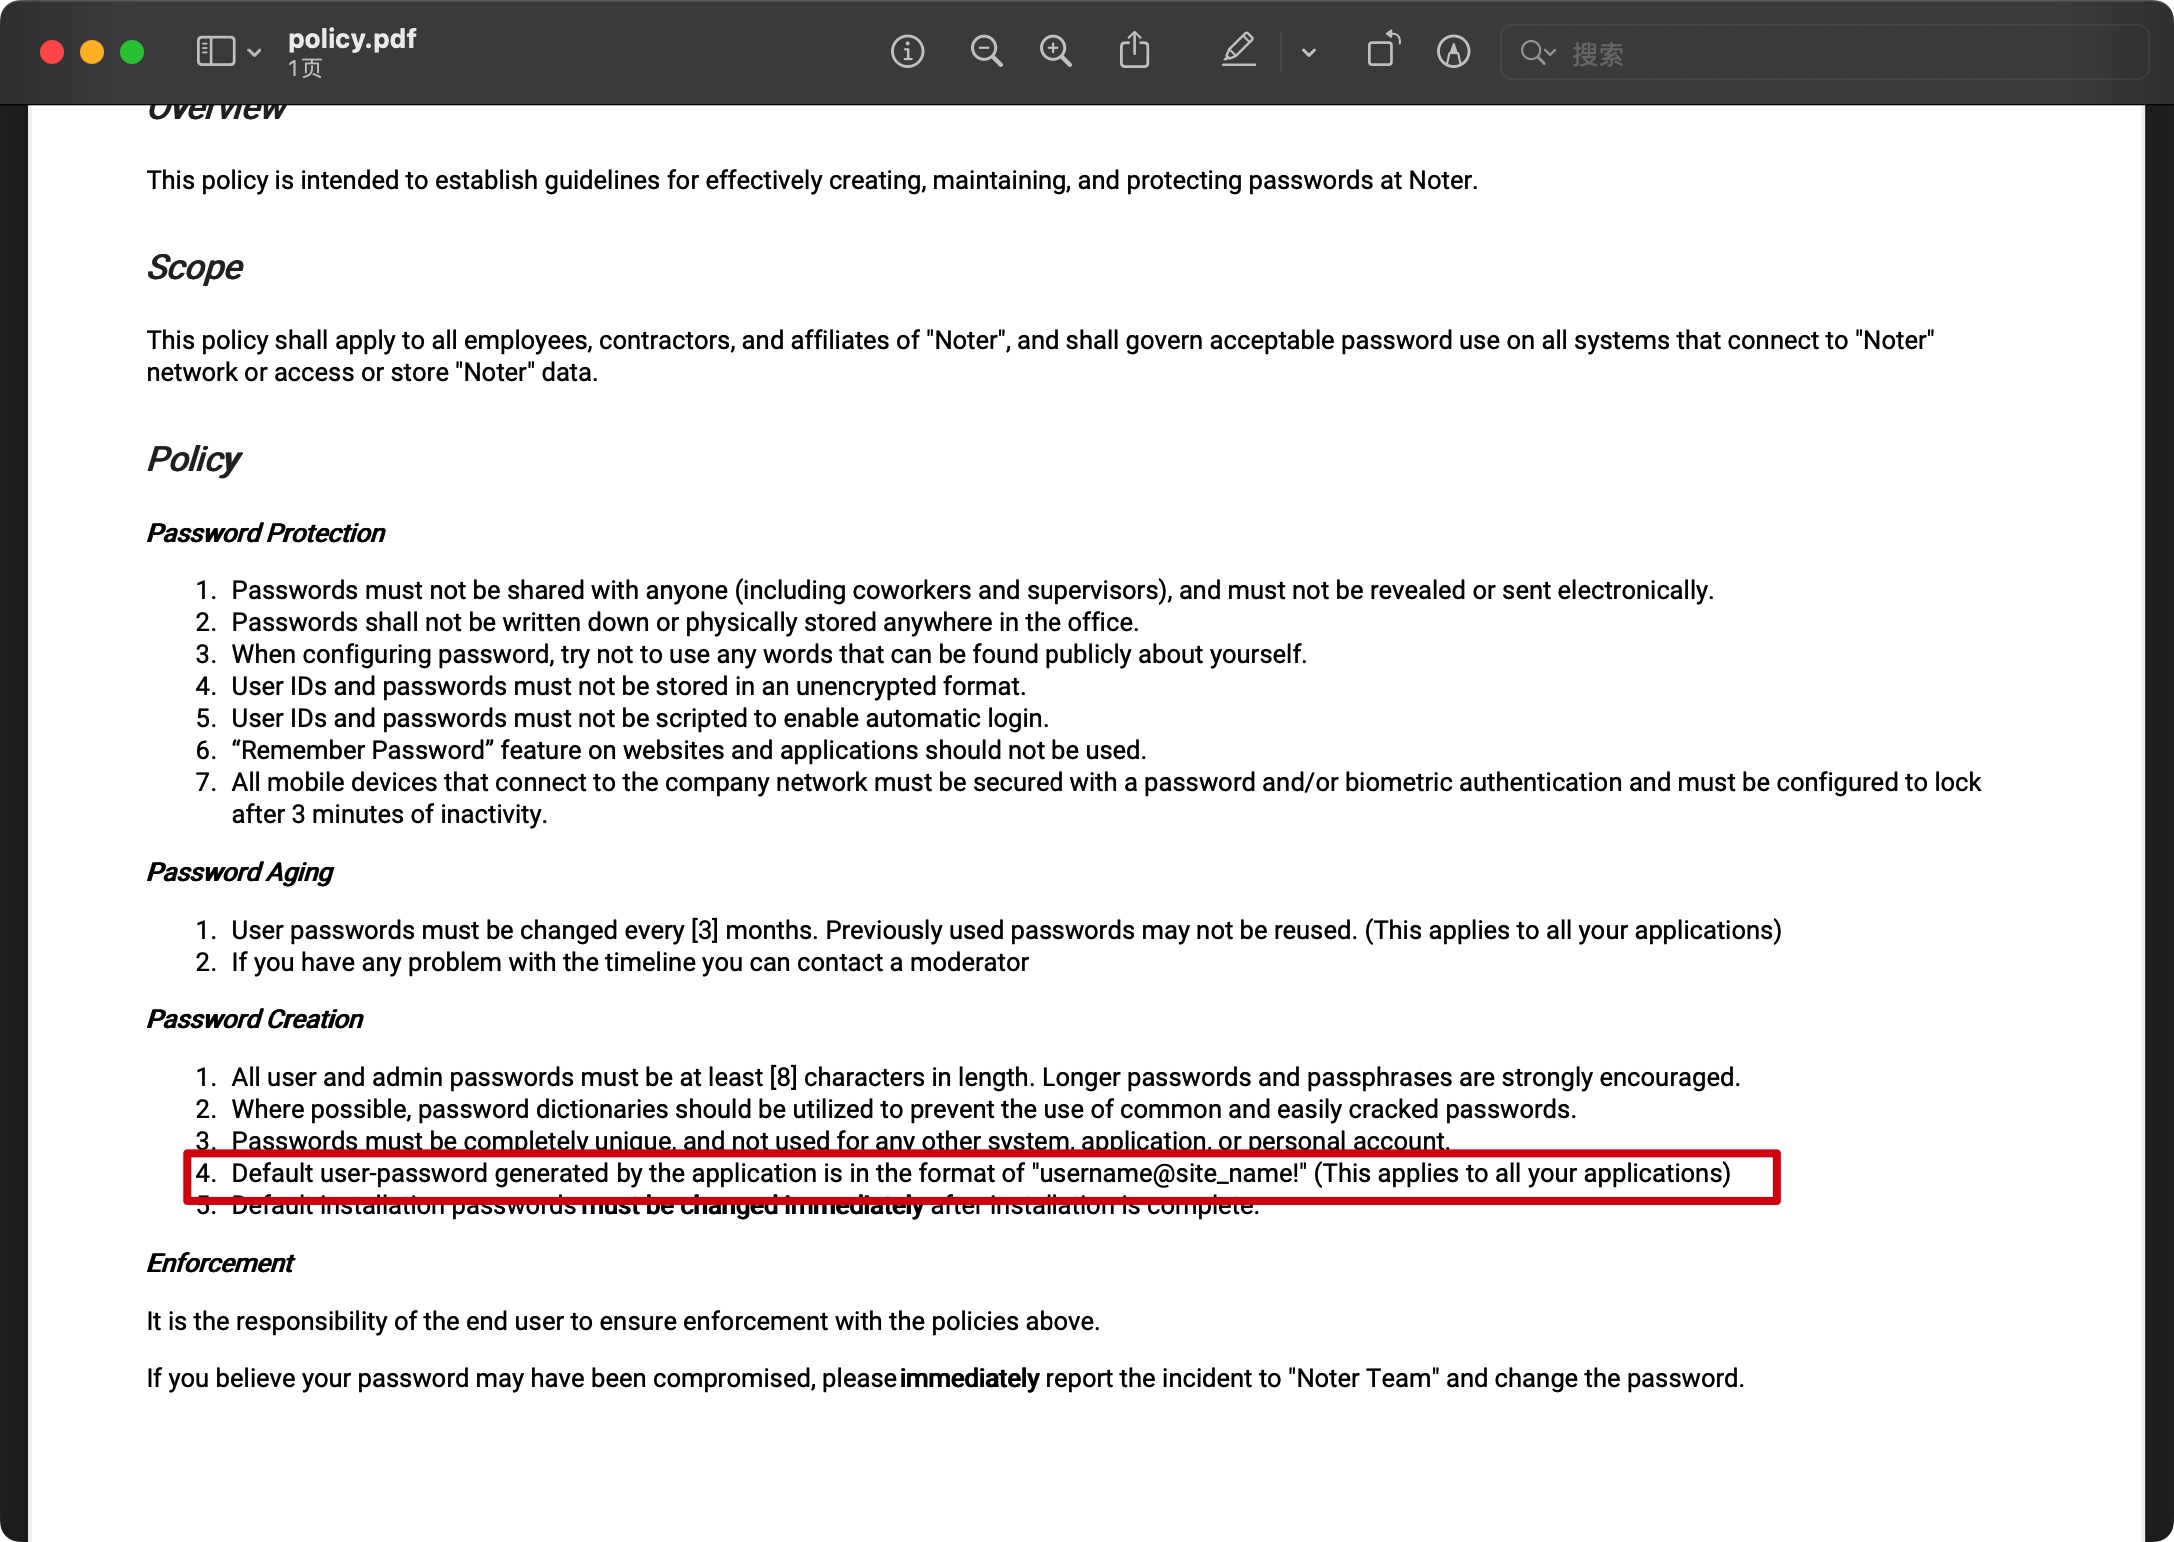 policy.pdf
1页
搜索
Overview
This policy is intended to establish guidelines for effectively creating, maintaining, and protecting passwords at Noter.
Scope
This policy shall apply to all employees, contractors, and affiliates of "Noter", and shall govern acceptable password use on all systems that connect to "Noter"
network or access or store "Noter" data.
Policy
Password Protection
1. Passwords must not be shared with anyone (including coworkers and supervisors), and must not be revealed or sent electronically.
2. Passwords shall not be written down or physically stored anywhere in the office.
3. When configuring password, try not to use any words that can be found publicly about yourself.
4. User IDs and passwords must not be stored in an unencrypted format.
5. User IDs and passwords must not be scripted to enable automatic login.
6. “Remember Password” feature on websites and applications should not be used.
7. All mobile devices that connect to the company network must be secured with a password and/or biometric authentication and must be configured to lock
after 3 minutes of inactivity.
Password Aging
1. User passwords must be changed every [3] months. Previously used passwords may not be reused. (This applies to all your applications)
2. If you have any problem with the timeline you can contact a moderator
Password Creation
1. All user and admin passwords must be at least [8] characters in length. Longer passwords and passphrases are strongly encouraged.
2. Where possible, password dictionaries should be utilized to prevent the use of common and easily cracked passwords.
3. Passwords must be completely unique, and not used for any other system, application, or personal account.
4. Default user-password generated by the application is in the format of "username@site_name!" (This applies to all your applications)
5. Default installation passwords must be changed immediately after installation is complete.
Enforcement
It is the responsibility of the end user to ensure enforcement with the policies above.
If you believe your password may have been compromised, please immediately report the incident to "Noter Team" and change the password.